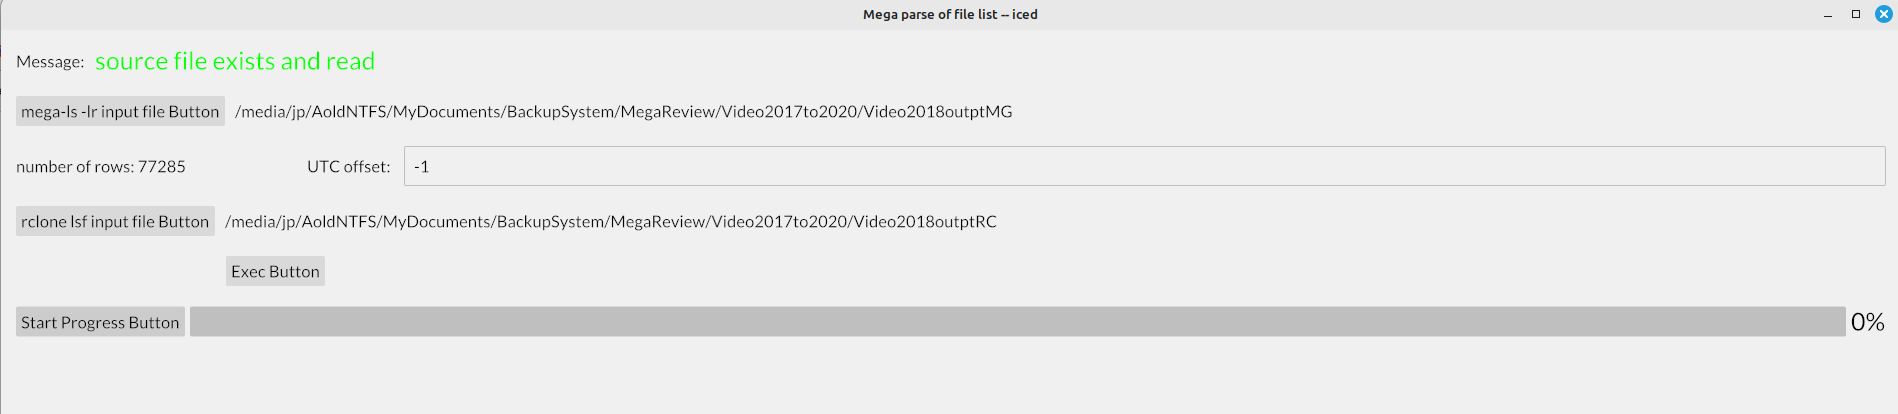 Mega parse of file list -- iced
Message: source file exists and read
mega-ls -lr input file Button /media/jp/AoldNTFS/MyDocuments/BackupSystem/MegaReview/Video2017to2020/Video2018outptMG
number of rows: 77285 UTC offset: -1
rclone lsf input file Button /media/jp/AoldNTFS/MyDocuments/BackupSystem/MegaReview/Video2017to2020/Video2018outptRC
Exec Button
Start Progress Button 0%